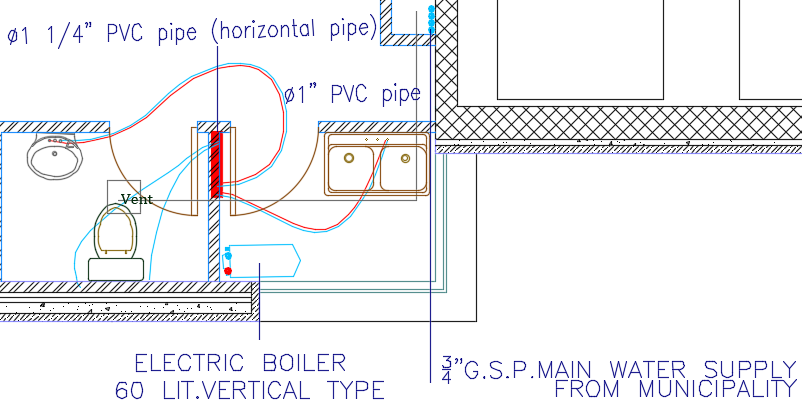 ø1 1/4" PVC pipe (horizontal pipe)
ø1" PVC pipe
Vent
ELECTRIC BOILER
60 LIT.VERTICAL TYPE
3/4"G.S.P.MAIN WATER SUPPLY
FROM MUNICIPALITY